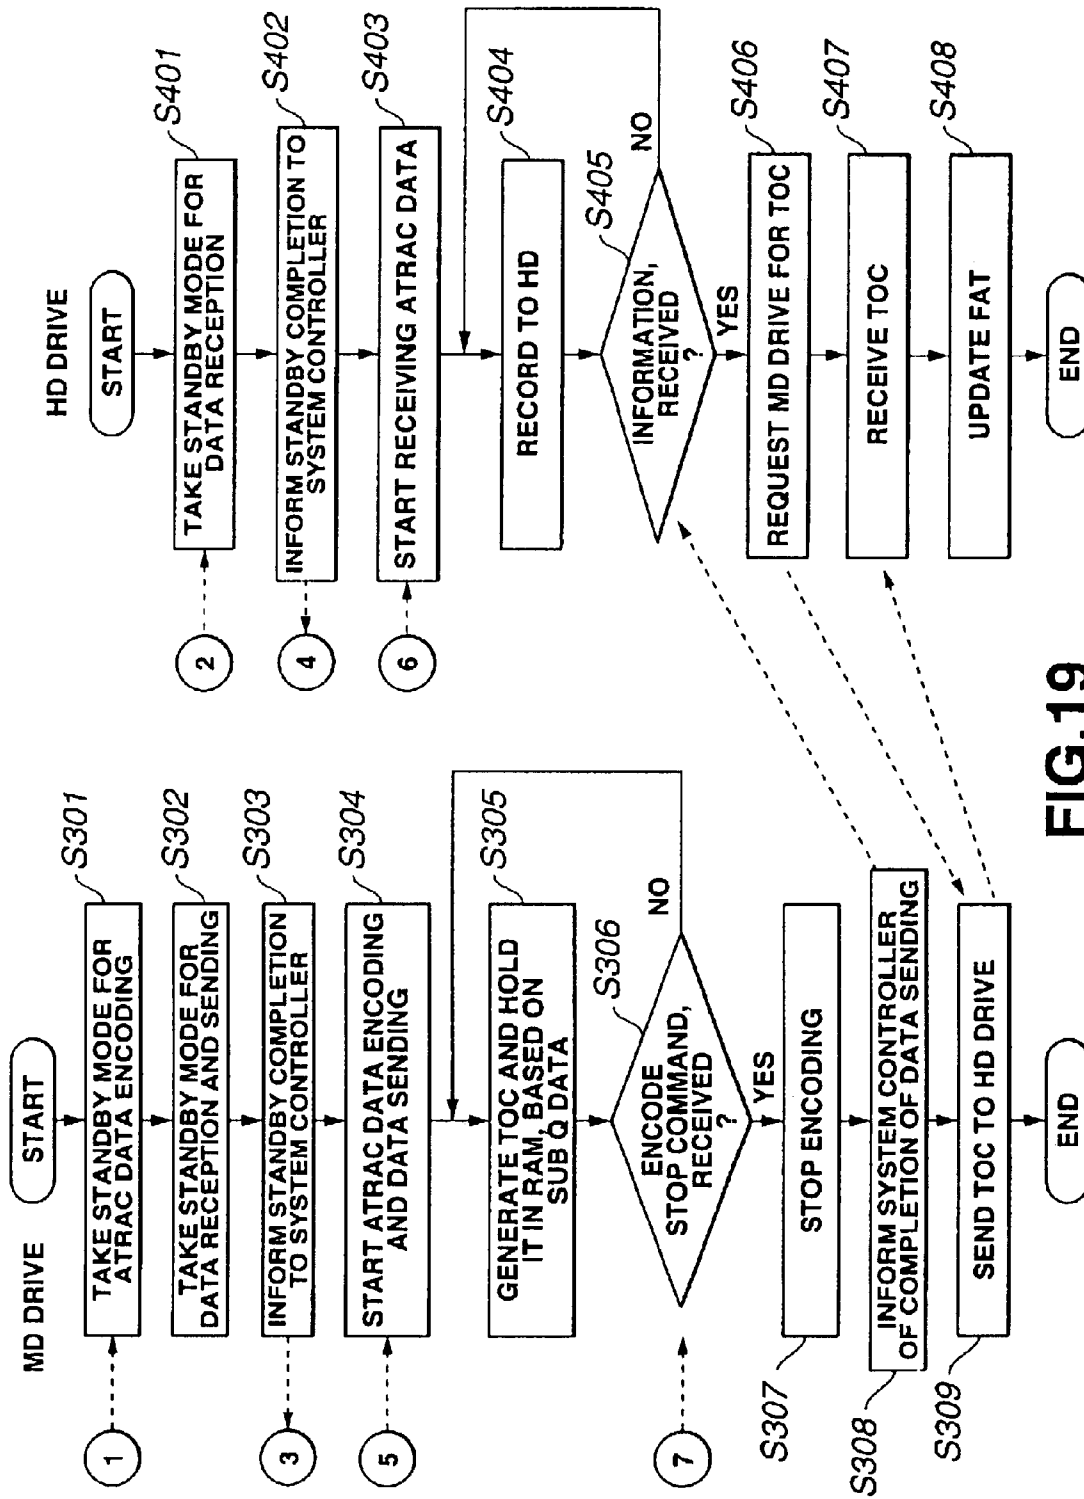 MD DRIVE
START
TAKE STANDBY MODE FOR
ATRAC DATA ENCODING
S301
1
TAKE STANDBY MODE FOR
DATA RECEPTION AND SENDING
S302
INFORM STANDBY COMPLETION
TO SYSTEM CONTROLLER
S303
3
START ATRAC DATA ENCODING
AND DATA SENDING
S304
5
GENERATE TOC AND HOLD
IT IN RAM, BASED ON
SUB Q DATA
S305
ENCODE
STOP COMMAND,
RECEIVED
?
S306
NO
YES
7
STOP ENCODING
S307
INFORM SYSTEM CONTROLLER
OF COMPLETION OF DATA SENDING
S308
SEND TOC TO HD DRIVE
S309
END
HD DRIVE
START
TAKE STANDBY MODE FOR
DATA RECEPTION
S401
2
INFORM STANDBY COMPLETION TO
SYSTEM CONTROLLER
S402
4
START RECEIVING ATRAC DATA
S403
6
RECORD TO HD
S404
INFORMATION,
RECEIVED
?
S405
NO
YES
REQUEST MD DRIVE FOR TOC
S406
RECEIVE TOC
S407
UPDATE FAT
S408
END
FIG.19